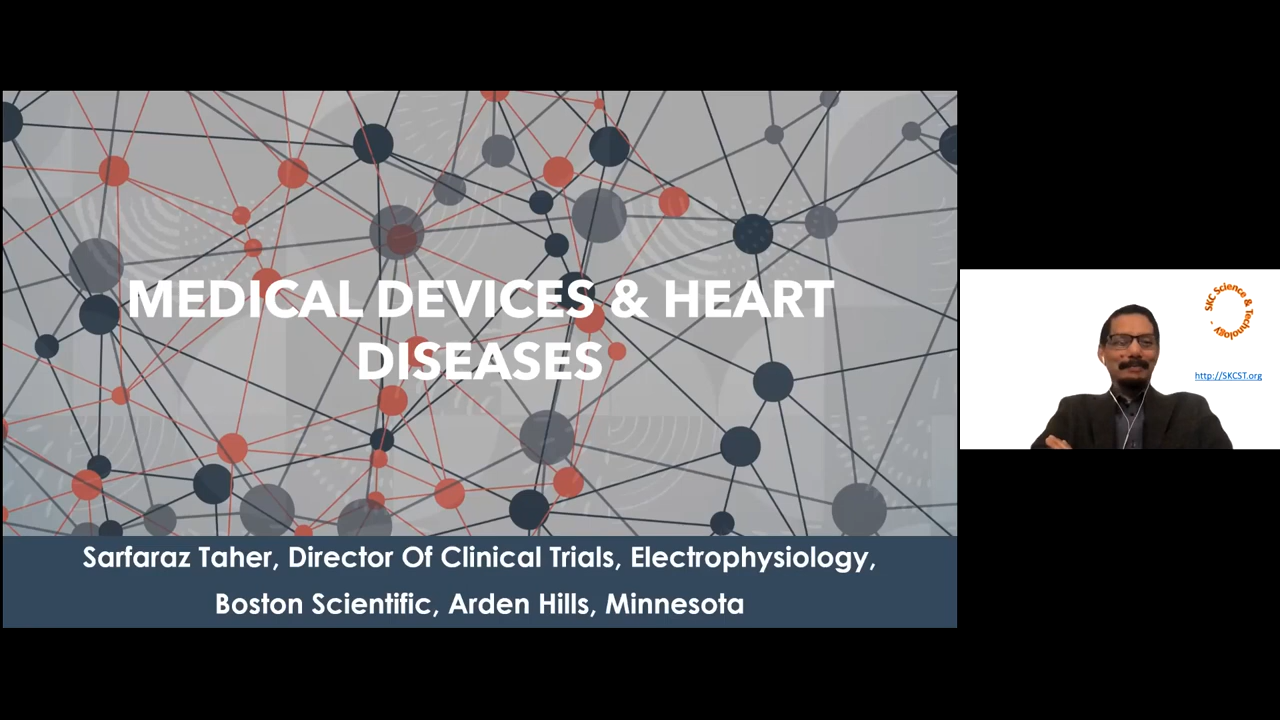 MEDICAL DEVICES & HEART
DISEASES
Sarfaraz Taher, Director Of Clinical Trials, Electrophysiology,
Boston Scientific, Arden Hills, Minnesota
SKC Science & Technology -
http://SKCST.org